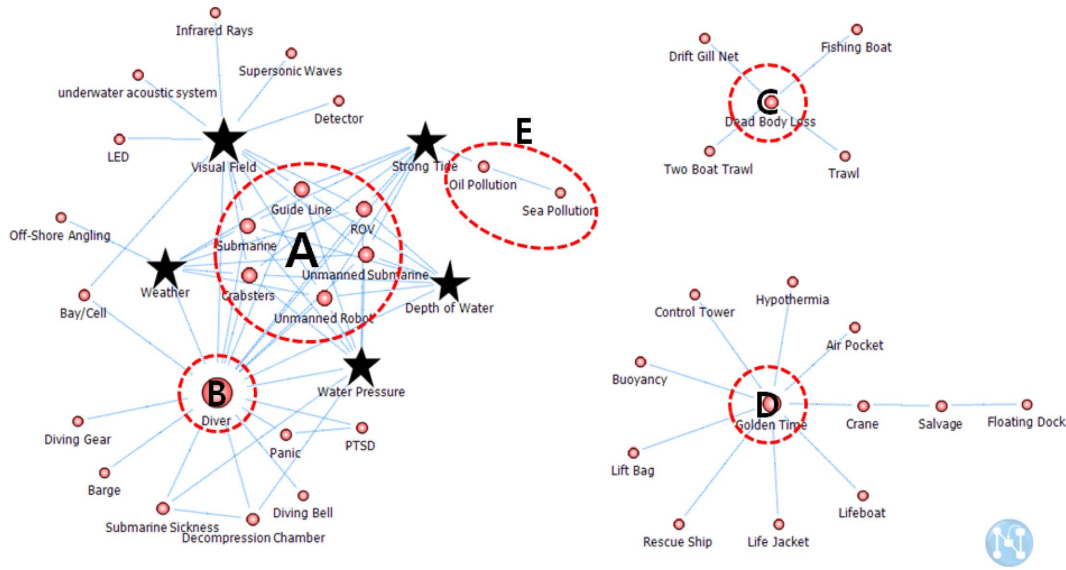 Infrared Rays
Supersonic Waves
underwater acoustic system
Detector
LED
Visual Field
Strong Tide
E
Oil Pollution
Sea Pollution
Guide Line
ROV
Submarine
A
Off-Shore Angling
Unmanned Submarine
Weather
Crabsters
Depth of Water
Bay/Cell
Unmanned Robot
B
Diver
Water Pressure
Diving Gear
Panic
PTSD
Barge
Submarine Sickness
Diving Bell
Decompression Chamber
Drift Gill Net
Fishing Boat
C
Dead Body Loss
Two Boat Trawl
Trawl
Control Tower
Hypothermia
Air Pocket
Buoyancy
D
Golden Time
Crane
Salvage
Floating Dock
Lift Bag
Lifeboat
Rescue Ship
Life Jacket
N